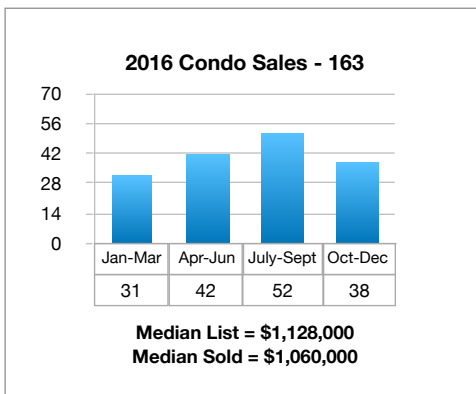 2016 Condo Sales - 163
70
56
42
28
14
0
Jan-Mar Apr-Jun July-Sept Oct-Dec
31 42 52 38
Median List = $1,128,000
Median Sold = $1,060,000